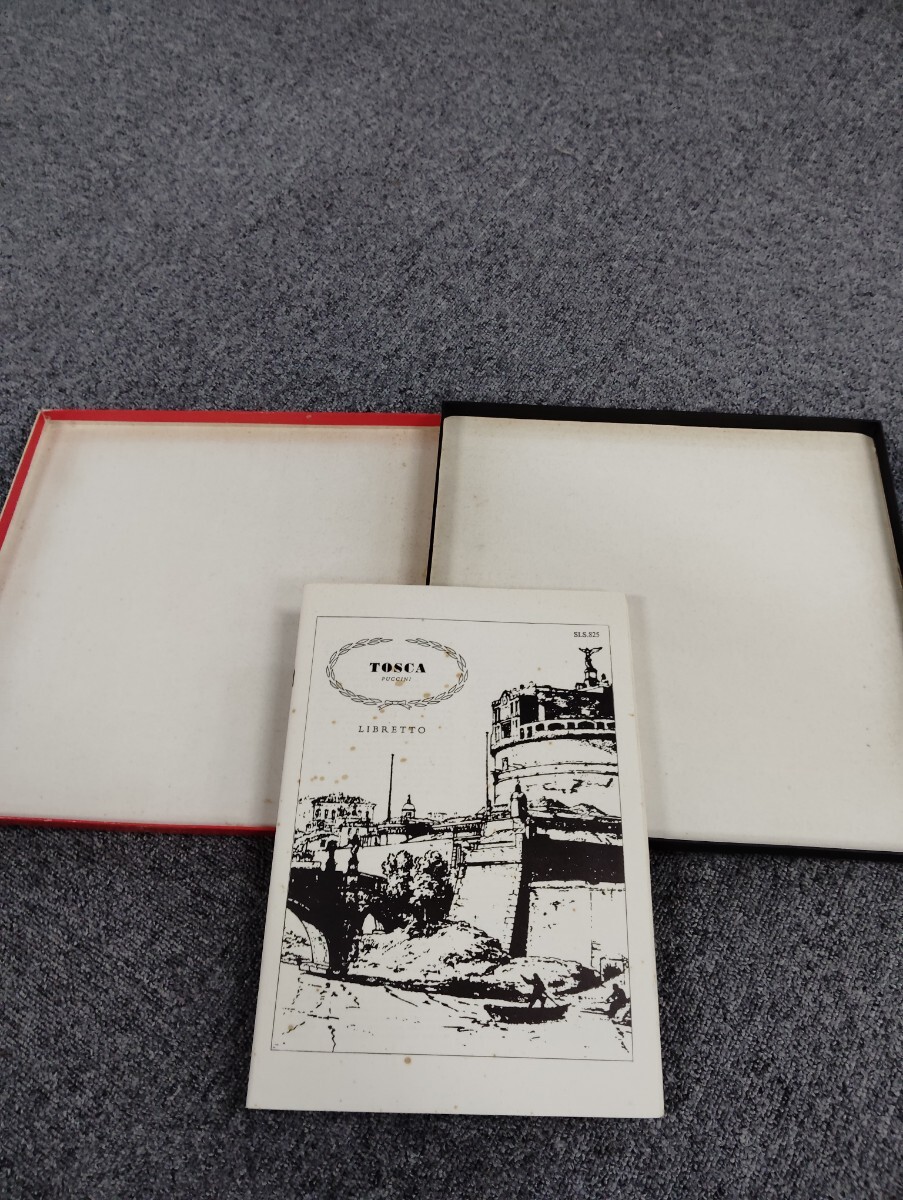 SLS.825
TOSCA
PUCCINI
LIBRETTO